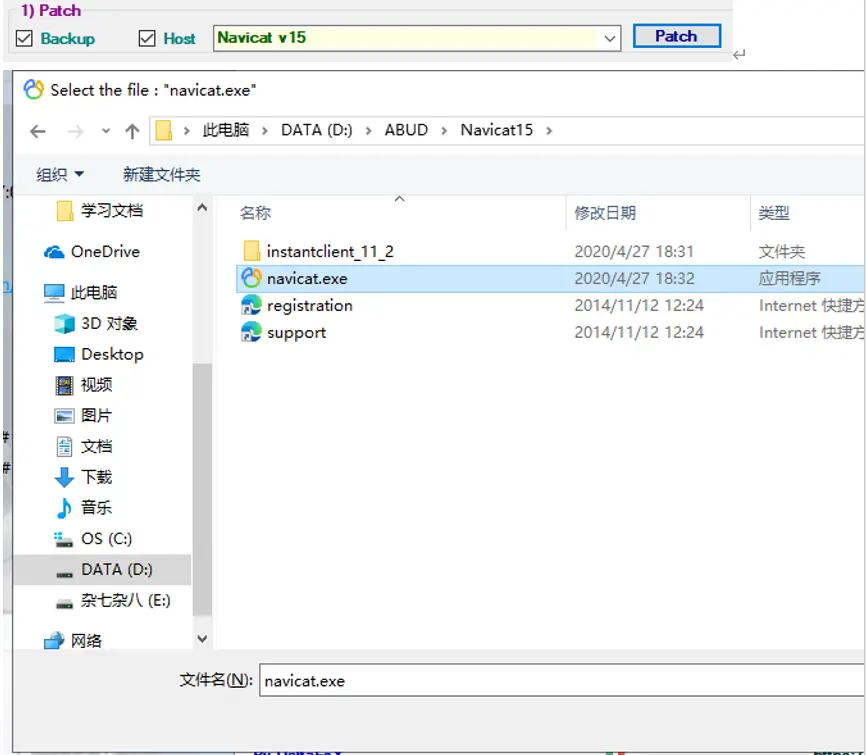 1) Patch
Backup Host Navicat v15 Patch
Select the file : "navicat.exe"
此电脑 DATA (D:) ABUD Navicat15
组织 新建文件夹
名称 修改日期 类型
学习文档
OneDrive
此电脑
3D 对象
Desktop
视频
图片
文档
下载
音乐
OS (C:)
DATA (D:)
杂七杂八 (E:)
网络
instantclient_11_2 2020/4/27 18:31 文件夹
navicat.exe 2020/4/27 18:32 应用程序
registration 2014/11/12 12:24 Internet 快捷方
support 2014/11/12 12:24 Internet 快捷方
文件名(N): navicat.exe